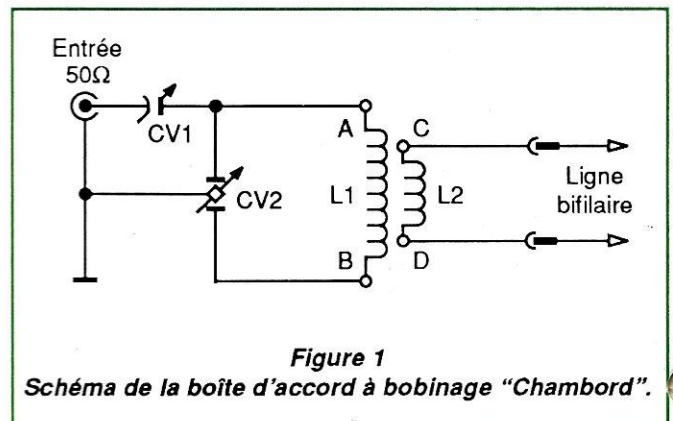 Entrée
50Ω
CV1
A
C
CV2
L1
L2
Ligne
bifilaire
B
D
Figure 1
Schéma de la boîte d'accord à bobinage “Chambord”.